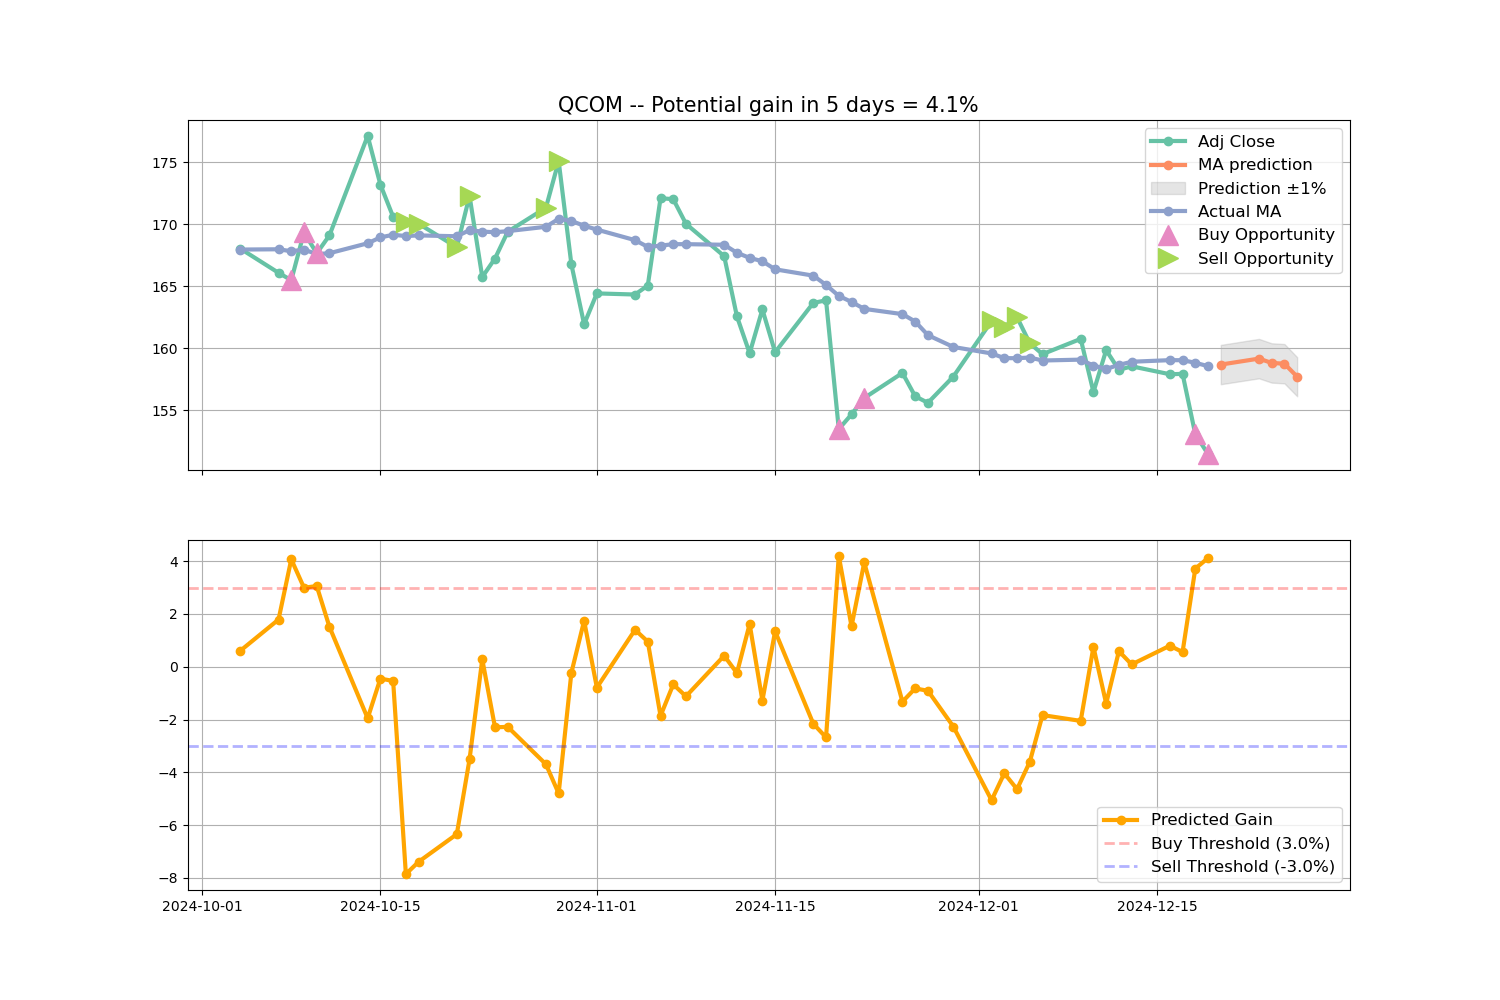 QCOM -- Potential gain in 5 days = 4.1%
175
170
165
160
155
Adj Close
MA prediction
Prediction ±1%
Actual MA
Buy Opportunity
Sell Opportunity
4
2
0
−2
−4
−6
−8
Predicted Gain
Buy Threshold (3.0%)
Sell Threshold (-3.0%)
2024-10-01 2024-10-15 2024-11-01 2024-11-15 2024-12-01 2024-12-15